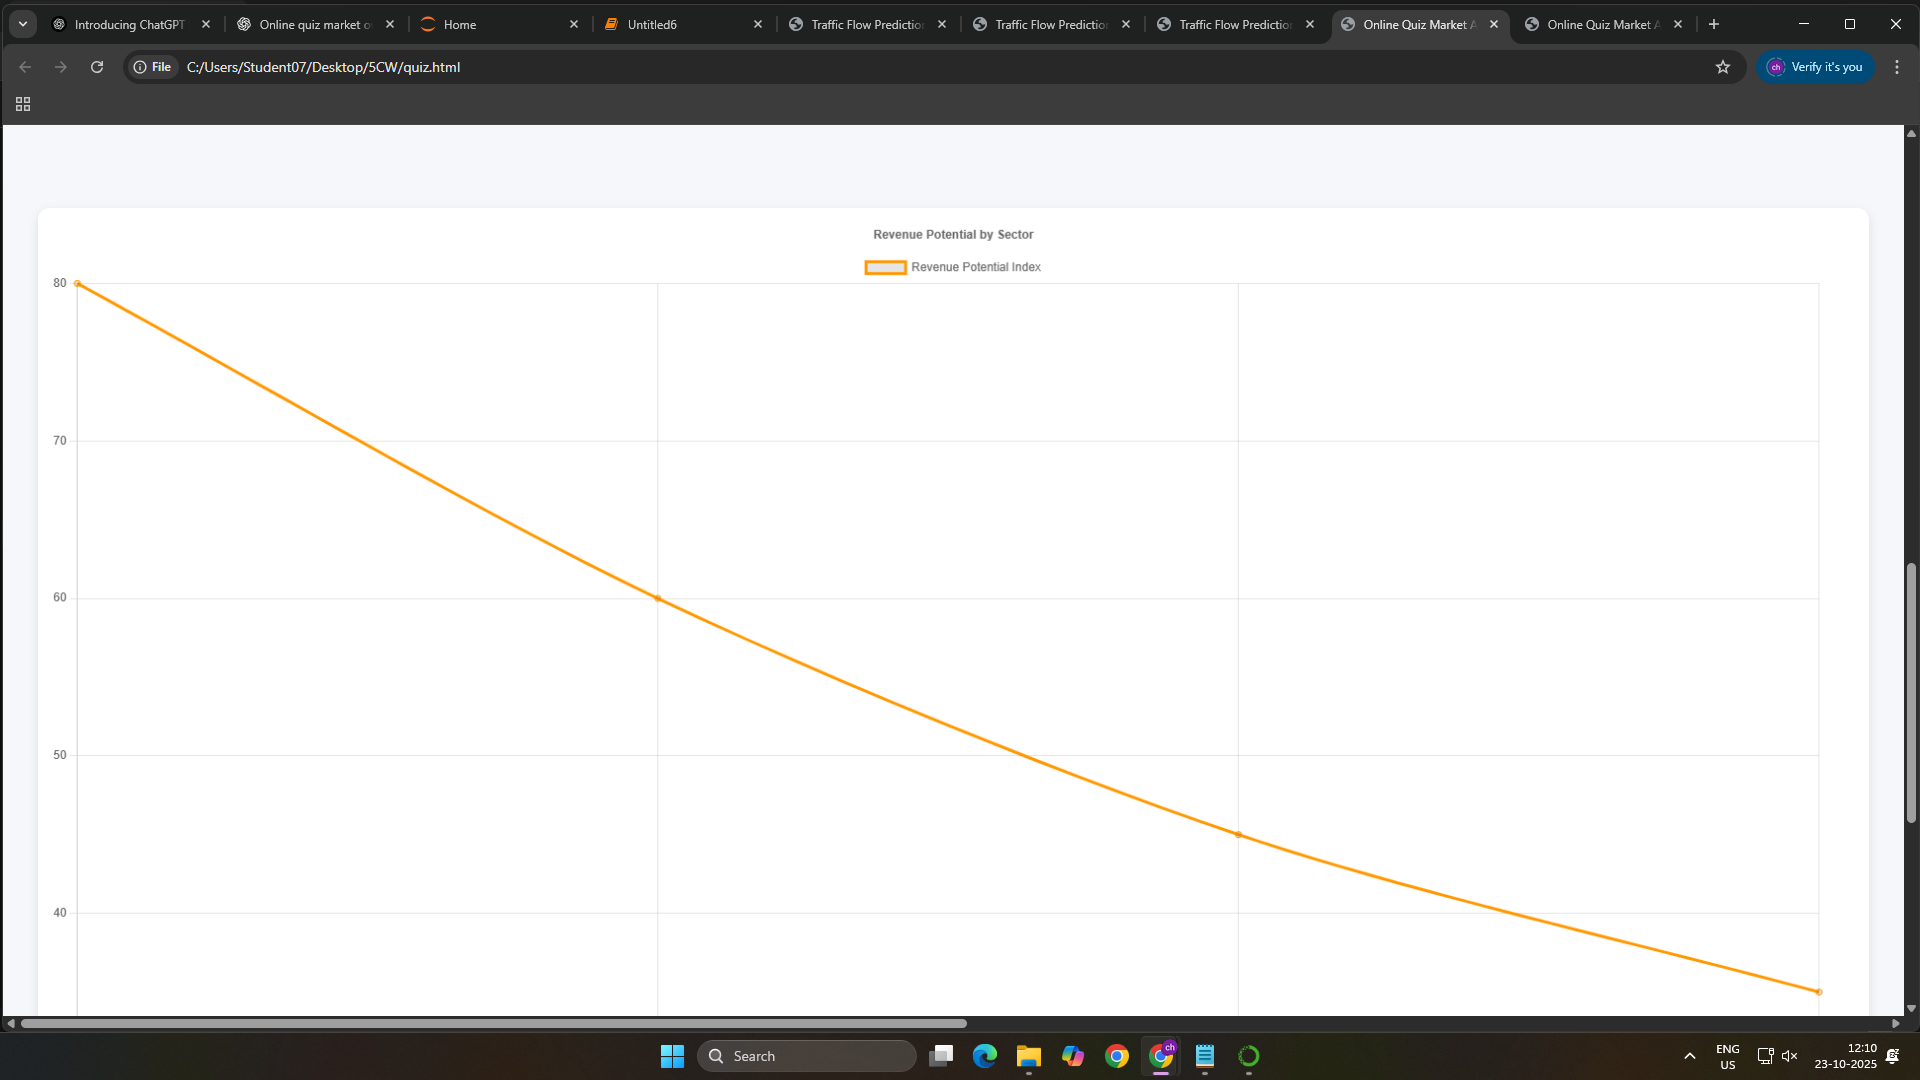 Introducing ChatGPT
Online quiz market o
Home
Untitled6
Traffic Flow Predictio
Traffic Flow Predictio
Traffic Flow Predictio
Online Quiz Market A
Online Quiz Market A
File
C:/Users/Student07/Desktop/5CW/quiz.html
ch
Verify it's you
Revenue Potential by Sector
Revenue Potential Index
80
70
60
50
40
Search
ch
ENG
US
12:10
23-10-2025